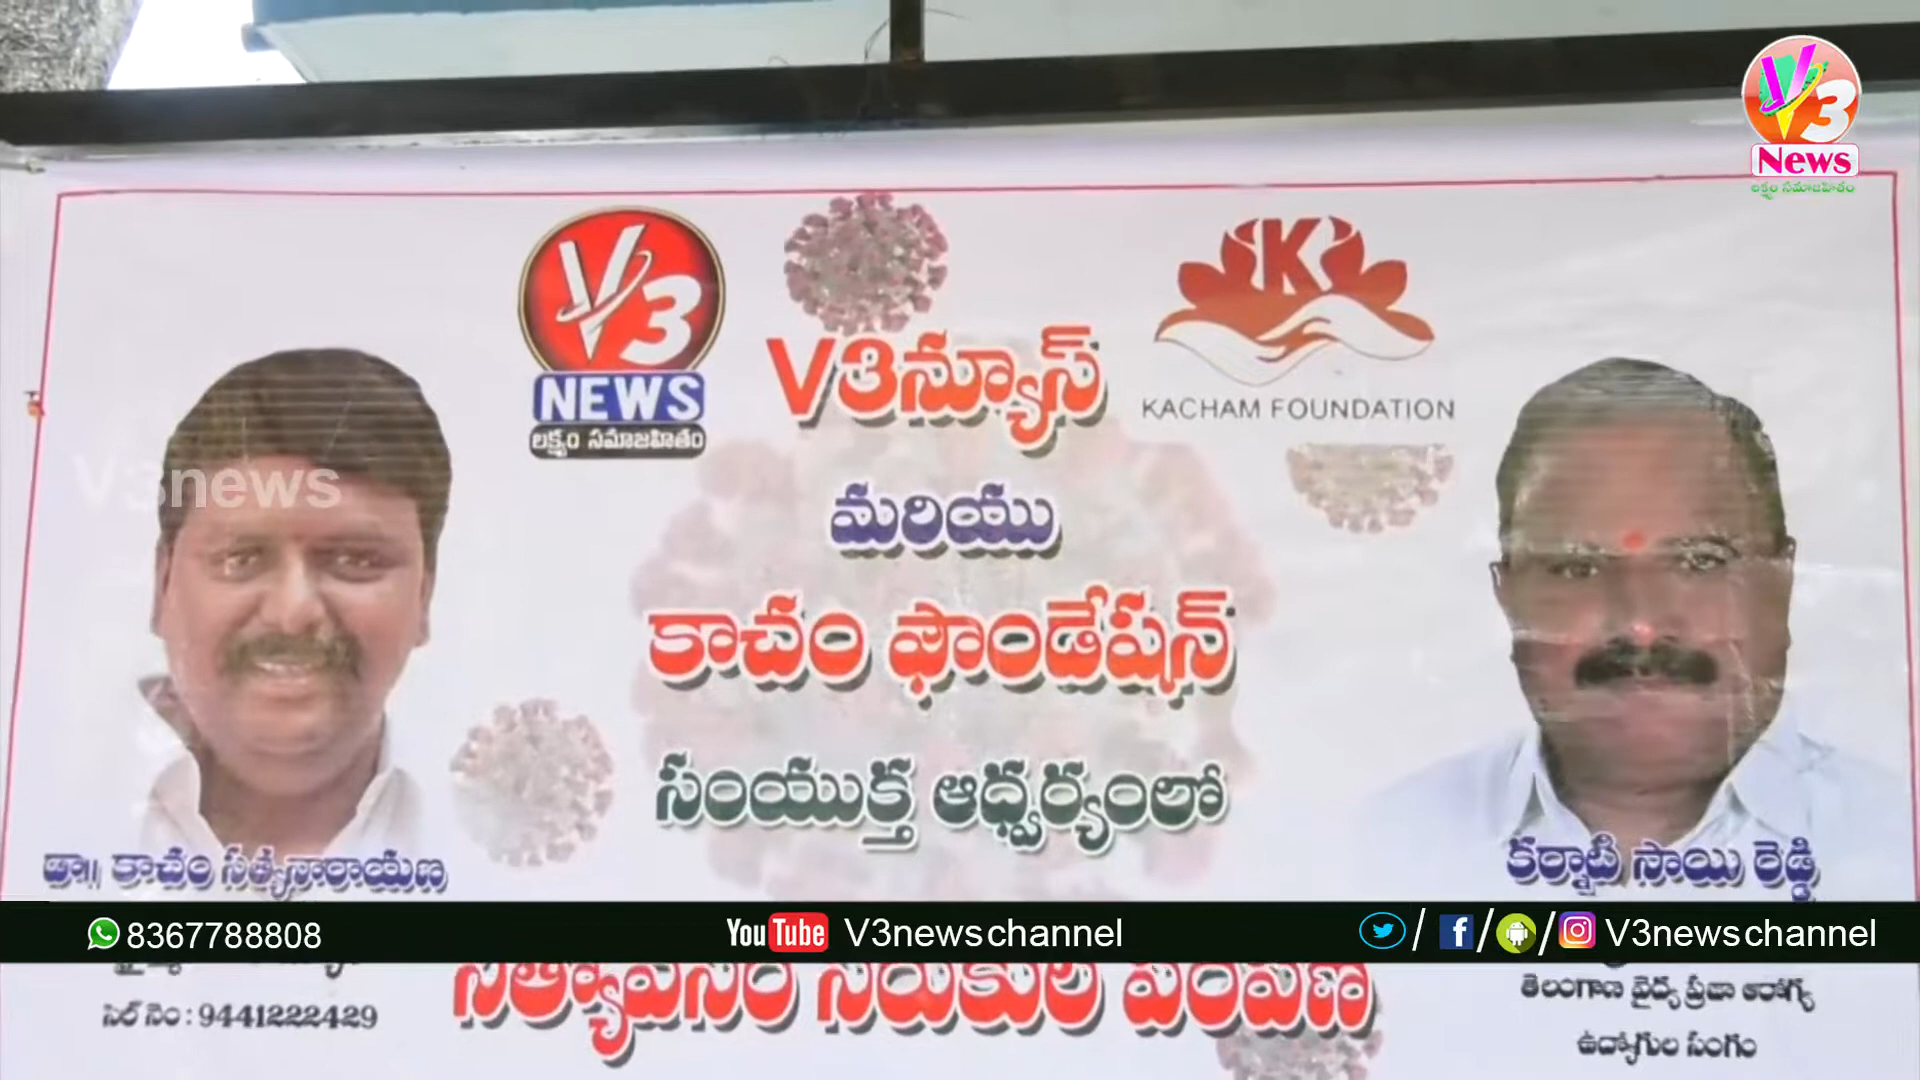 V3
News
లక్ష్యం సమాజహితం
V3
NEWS
లక్ష్యం సమాజహితం
K
KACHAM FOUNDATION
V3న్యూస్
మరియు
కాచం ఫౌండేషన్
సంయుక్త ఆధ్వర్యంలో
V3news
డా|| కాచం సత్యనారాయణ
కర్నాటి సాయి రెడ్డి
8367788808
YouTube V3newschannel
/ f / / V3newschannel
నిత్యావసర సరుకుల పంపిణి
సెల్ నెం : 9441222429
తెలంగాణ వైద్య ప్రజా ఆరోగ్య
ఉద్యోగుల సంగం